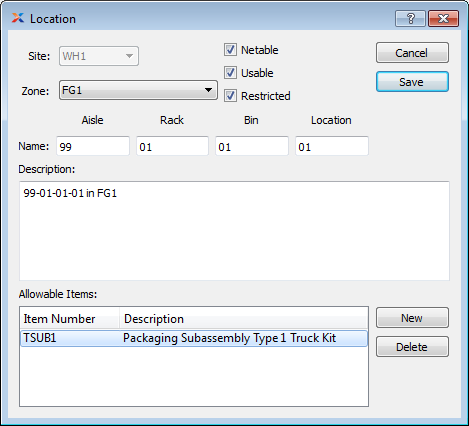 Location
Site: WH1
Netable
Cancel
Usable
Save
Zone: FG1
Restricted
Aisle Rack Bin Location
Name: 99 01 01 01
Description:
99-01-01-01 in FG1
Allowable Items:
Item Number Description
TSUB1 Packaging Subassembly Type 1 Truck Kit
New
Delete